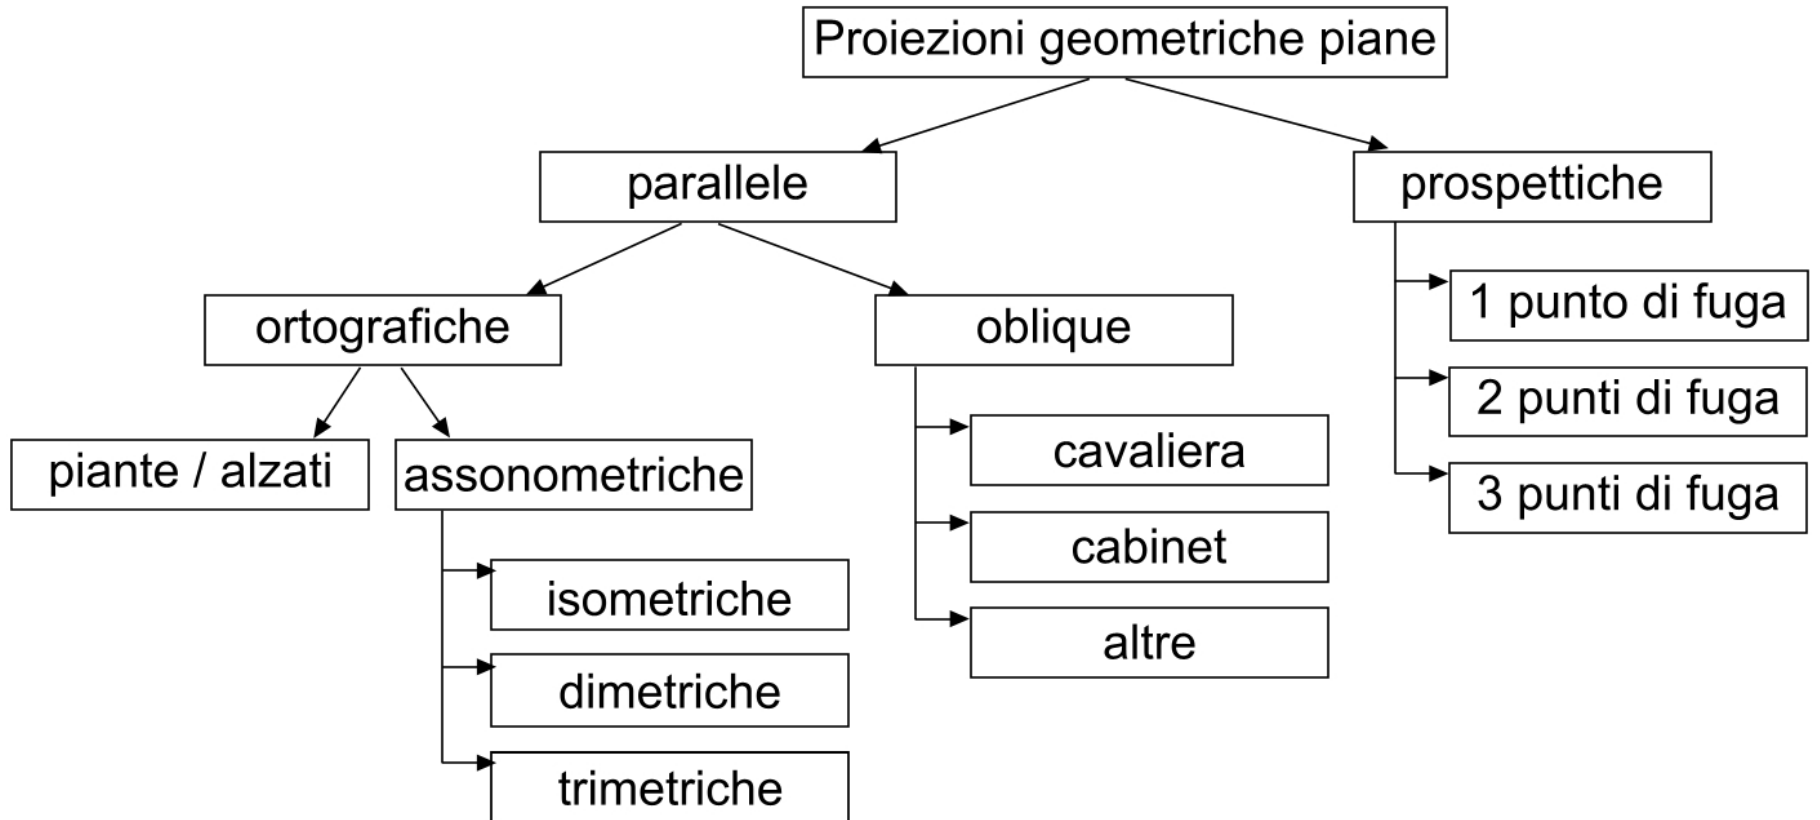 Proiezioni geometriche piane
parallele
prospettiche
ortografiche
oblique
1 punto di fuga
2 punti di fuga
3 punti di fuga
piante / alzati
assonometriche
cavaliera
cabinet
altre
isometriche
dimetriche
trimetriche